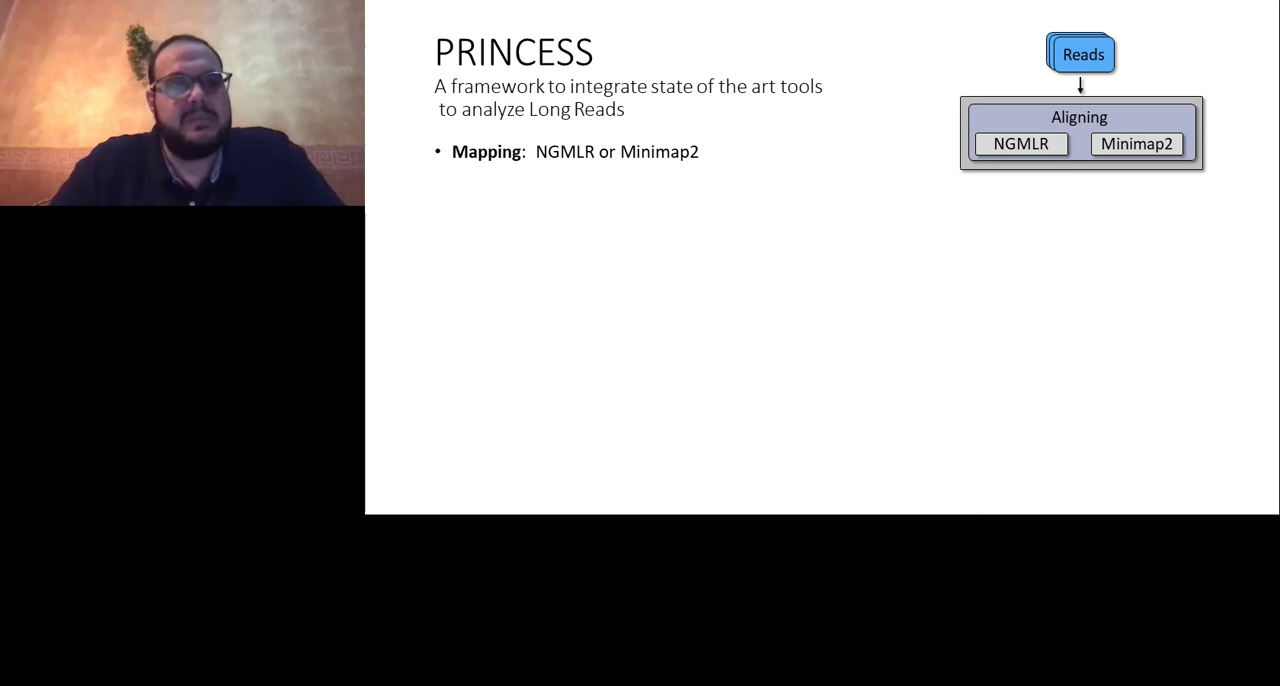 PRINCESS
A framework to integrate state of the art tools
to analyze Long Reads
• Mapping: NGMLR or Minimap2
Reads
Aligning
NGMLR Minimap2